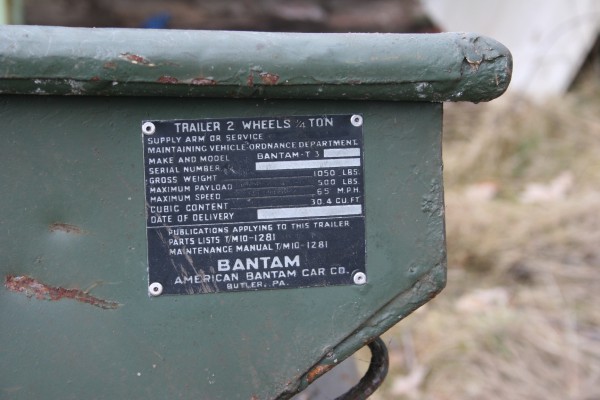 TRAILER 2 WHEELS ¼ TON
SUPPLY ARM OR SERVICE
MAINTAINING VEHICLE ORDNANCE DEPARTMENT
MAKE AND MODEL BANTAM-T 3
SERIAL NUMBER
GROSS WEIGHT 1050 LBS.
MAXIMUM PAYLOAD 500 LBS.
MAXIMUM SPEED 65 M.P.H.
CUBIC CONTENT 30.4 CU FT
DATE OF DELIVERY
PUBLICATIONS APPLYING TO THIS TRAILER
PARTS LISTS T/M10-1281
MAINTENANCE MANUAL T/M10-1281
BANTAM
AMERICAN BANTAM CAR CO.
BUTLER, PA.